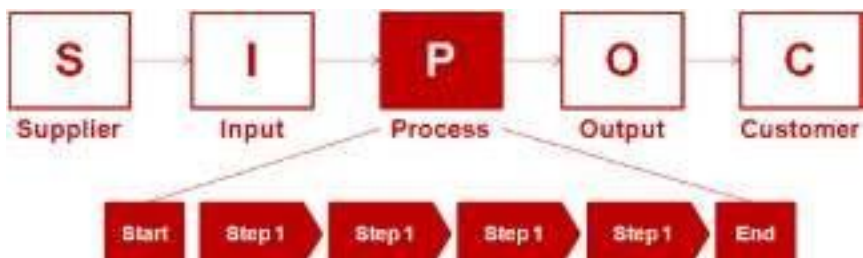 S I P O C
Supplier Input Process Output Customer
Start Step 1 Step 1 Step 1 Step 1 End